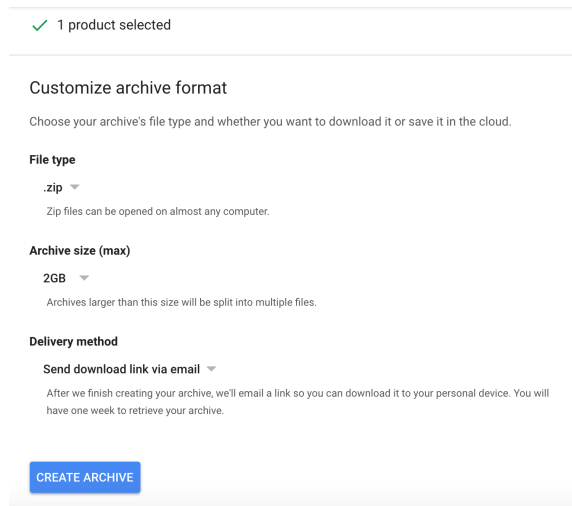 1 product selected
Customize archive format
Choose your archive's file type and whether you want to download it or save it in the cloud.
File type
.zip
Zip files can be opened on almost any computer.
Archive size (max)
2GB
Archives larger than this size will be split into multiple files.
Delivery method
Send download link via email
After we finish creating your archive, we'll email a link so you can download it to your personal device. You will
have one week to retrieve your archive.
CREATE ARCHIVE